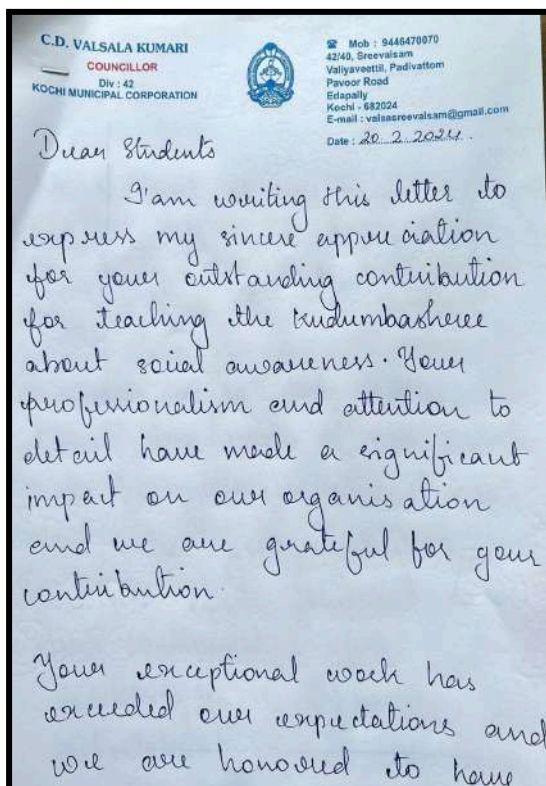 C.D. VALSALA KUMARI
COUNCILLOR
Div : 42
KOCHI MUNICIPAL CORPORATION
☎ Mob : 9446470070
42/40, Sreevalsam
Valiyaveettil, Padivattom
Pavoor Road
Edapally
Kochi - 682024
E-mail : valsasreevalsam@gmail.com
Date : 20.2.2024.
Dear Students
I'am writing this letter to
express my sincere appreciation
for your outstanding contribution
for teaching the kudumbasheree
about social awareness. Your
professionalism and attention to
detail have made a significant
impact on our organisation
and we are grateful for your
contribution.
Your exceptional work has
exceeded our expectations and
we are honored to have